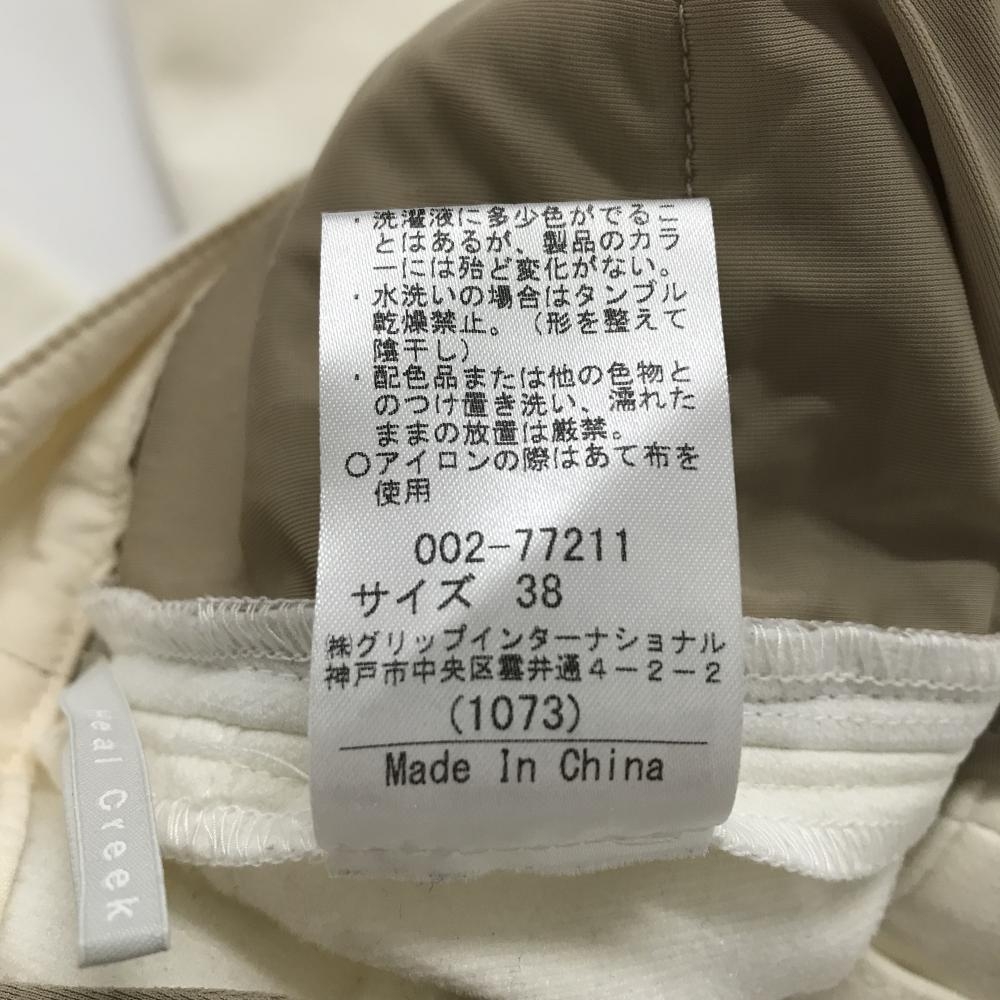 ・洗濯液に多少色がでるこ
とはあるが、製品のカラ
ーには殆ど変化がない。
・水洗いの場合はタンブル
乾燥禁止。（形を整えて
陰干し）
・配色品または他の色物と
のつけ置き洗い、濡れた
ままの放置は厳禁。
○アイロンの際はあて布を
使用
002-77211
サイズ 38
㈱グリップインターナショナル
神戸市中央区雲井通4-2-2
(1073)
Made In China
Heal Creek